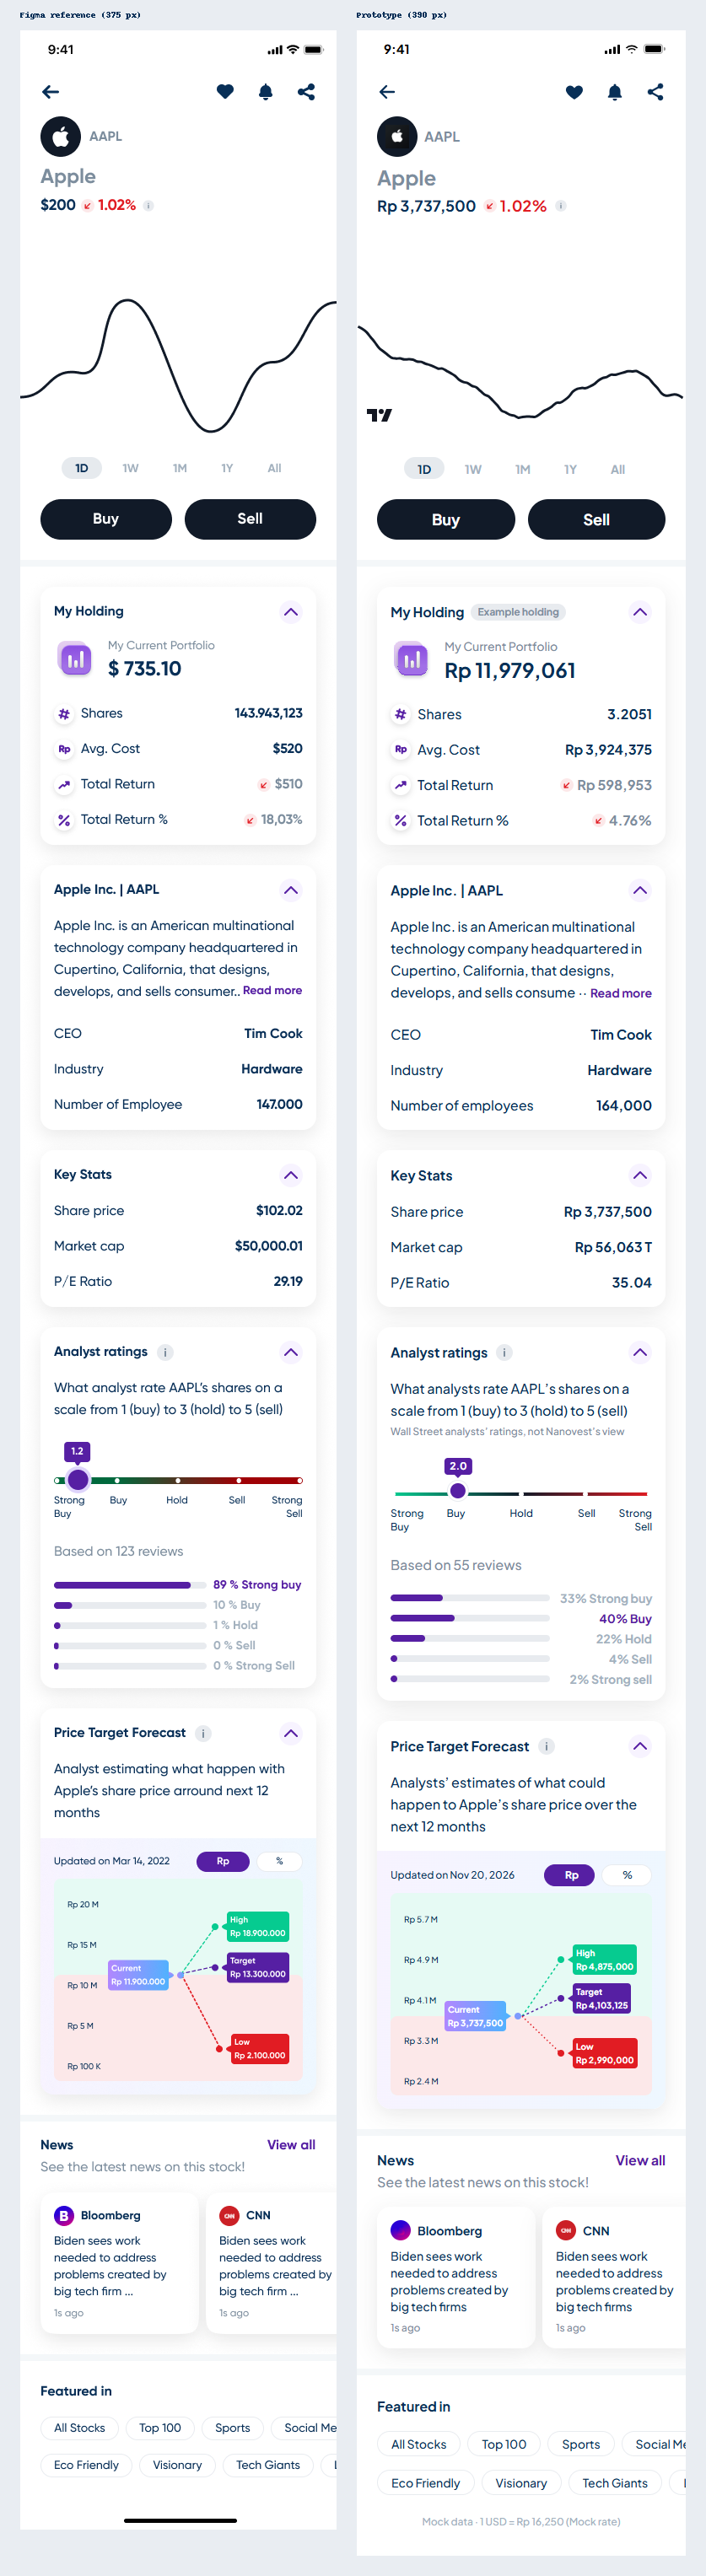 Figma reference (375 px)
9:41
AAPL
Apple
$200 1.02% i
1D 1W 1M 1Y All
Buy Sell
My Holding
My Current Portfolio
$ 735.10
Shares 143.943,123
Rp Avg. Cost $520
Total Return $510
Total Return % 18,03%
Apple Inc. | AAPL
Apple Inc. is an American multinational
technology company headquartered in
Cupertino, California, that designs,
develops, and sells consumer.. Read more
CEO Tim Cook
Industry Hardware
Number of Employee 147.000
Key Stats
Share price $102.02
Market cap $50,000.01
P/E Ratio 29.19
Analyst ratings i
What analyst rate AAPL's shares on a
scale from 1 (buy) to 3 (hold) to 5 (sell)
1.2
Strong Buy Hold Sell Strong
Buy Sell
Based on 123 reviews
89 % Strong buy
10 % Buy
1 % Hold
0 % Sell
0 % Strong Sell
Price Target Forecast i
Analyst estimating what happen with
Apple's share price arround next 12
months
Updated on Mar 14, 2022 Rp %
Rp 20 M
High
Rp 18.900.000
Rp 15 M
Target
Rp 13.300.000
Current
Rp 11.900.000
Rp 10 M
Rp 5 M
Low
Rp 2.100.000
Rp 100 K
News View all
See the latest news on this stock!
B Bloomberg
Biden sees work
needed to address
problems created by
big tech firm ...
1s ago
CNN CNN
Biden sees work
needed to address
problems created by
big tech firm ...
1s ago
Featured in
All Stocks Top 100 Sports Social Me
Eco Friendly Visionary Tech Giants L
Prototype (390 px)
9:41
AAPL
Apple
Rp 3,737,500 1.02% i
1D 1W 1M 1Y All
Buy Sell
My Holding Example holding
My Current Portfolio
Rp 11,979,061
Shares 3.2051
Rp Avg. Cost Rp 3,924,375
Total Return Rp 598,953
Total Return % 4.76%
Apple Inc. | AAPL
Apple Inc. is an American multinational
technology company headquartered in
Cupertino, California, that designs,
develops, and sells consume ·· Read more
CEO Tim Cook
Industry Hardware
Number of employees 164,000
Key Stats
Share price Rp 3,737,500
Market cap Rp 56,063 T
P/E Ratio 35.04
Analyst ratings i
What analysts rate AAPL's shares on a
scale from 1 (buy) to 3 (hold) to 5 (sell)
Wall Street analysts' ratings, not Nanovest's view
2.0
Strong Buy Hold Sell Strong
Buy Sell
Based on 55 reviews
33% Strong buy
40% Buy
22% Hold
4% Sell
2% Strong sell
Price Target Forecast i
Analysts' estimates of what could
happen to Apple's share price over the
next 12 months
Updated on Nov 20, 2026 Rp %
Rp 5.7 M
High
Rp 4,875,000
Rp 4.9 M
Target
Rp 4,103,125
Rp 4.1 M
Current
Rp 3,737,500
Rp 3.3 M
Low
Rp 2,990,000
Rp 2.4 M
News View all
See the latest news on this stock!
Bloomberg
Biden sees work
needed to address
problems created by
big tech firms
1s ago
CNN CNN
Biden sees work
needed to address
problems created by
big tech firms
1s ago
Featured in
All Stocks Top 100 Sports Social Me
Eco Friendly Visionary Tech Giants
Mock data · 1 USD = Rp 16,250 (Mock rate)